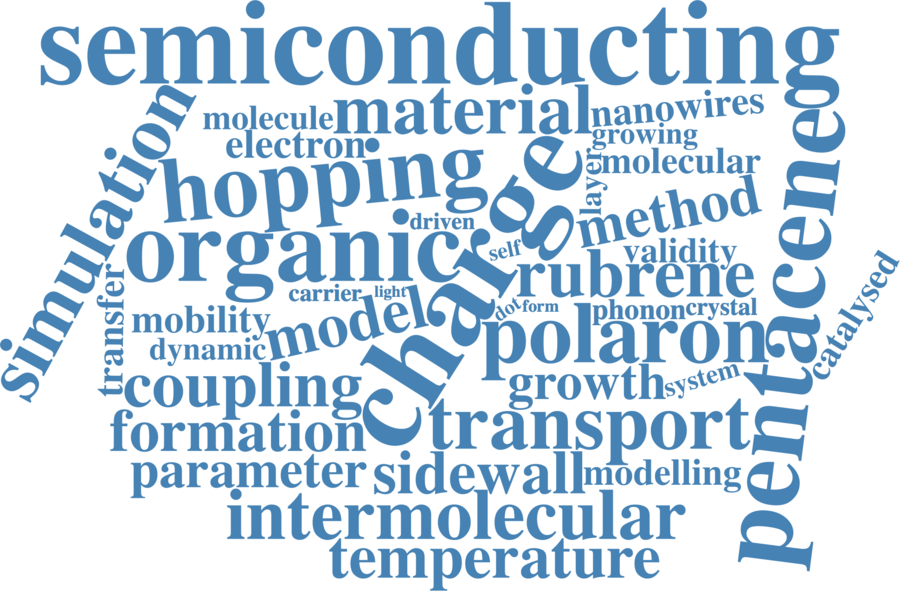 semiconducting
simulation
molecule
material
nanowires
growing
electron
hopping
charge
layer
molecular
method
pentacene
organic
driven
self
validity
rubrene
catalysed
transfer
carrier
light
mobility
model
dot-form
phonon
crystal
dynamic
polaron
coupling
growth
system
formation
transport
parameter
sidewall
modelling
intermolecular
temperature